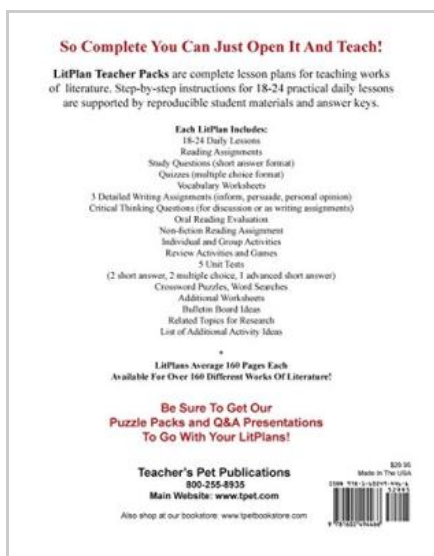 So Complete You Can Just Open It And Teach!
LitPlan Teacher Packs are complete lesson plans for teaching works
of literature. Step-by-step instructions for 18-24 practical daily lessons
are supported by reproducible student materials and answer keys.
Each LitPlan Includes:
18-24 Daily Lessons
Reading Assignments
Study Questions (short answer format)
Quizzes (multiple choice format)
Vocabulary Worksheets
3 Detailed Writing Assignments (inform, persuade, personal opinion)
Critical Thinking Questions (for discussion or as writing assignments)
Oral Reading Evaluation
Non-fiction Reading Assignment
Individual and Group Activities
Review Activities and Games
5 Unit Tests
(2 short answer, 2 multiple choice, 1 advanced short answer)
Crossword Puzzles, Word Searches
Additional Worksheets
Bulletin Board Ideas
Related Topics for Research
List of Additional Activity Ideas
*
LitPlans Average 160 Pages Each
Available For Over 160 Different Works Of Literature!
Be Sure To Get Our
Puzzle Packs and Q&A Presentations
To Go With Your LitPlans!
Teacher's Pet Publications
800-255-8935
Main Website: www.tpet.com
Also shop at our bookstore: www.tpetbookstore.com
$29.95
Made In The USA